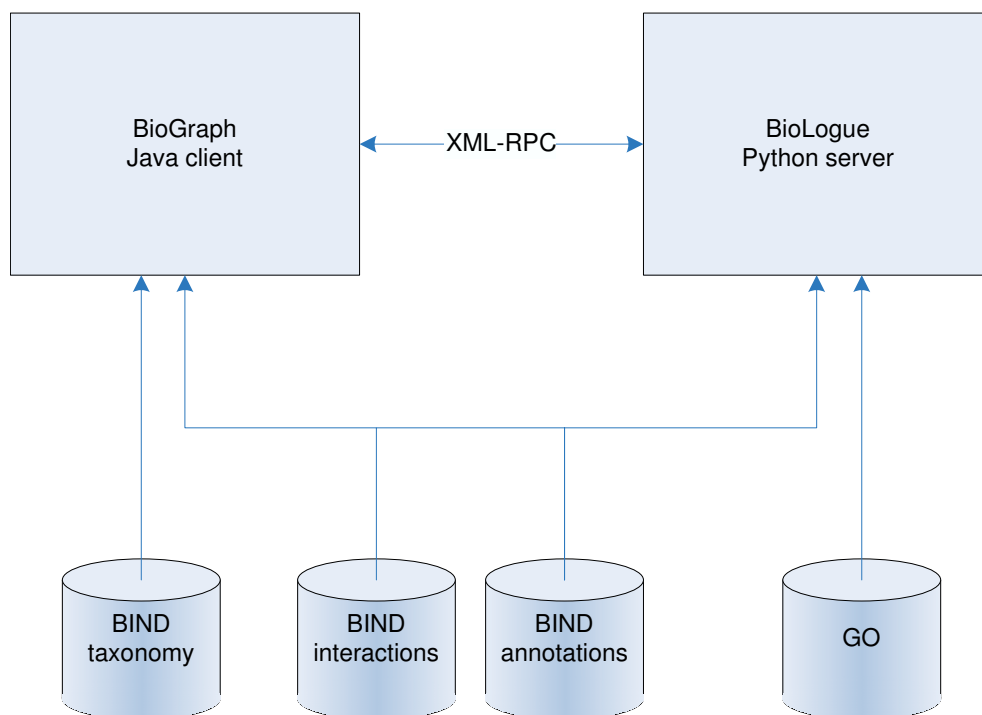 BioGraph
Java client
XML-RPC
BioLogue
Python server
BIND
taxonomy
BIND
interactions
BIND
annotations
GO